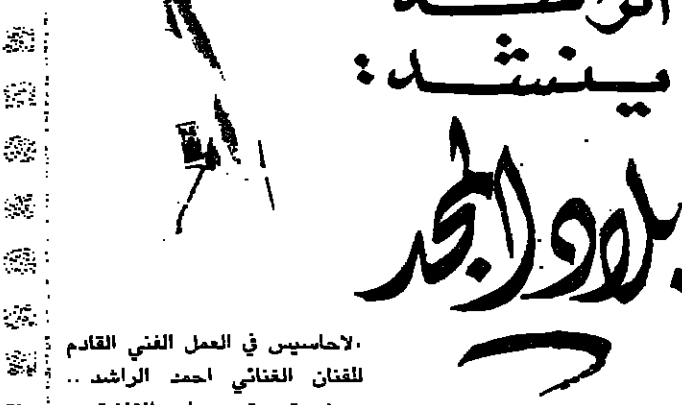 ينشد:
بلاد المجد
الاحاسيس في العمل الفني القادم
للفنان الغنائي احمد الراشد ..